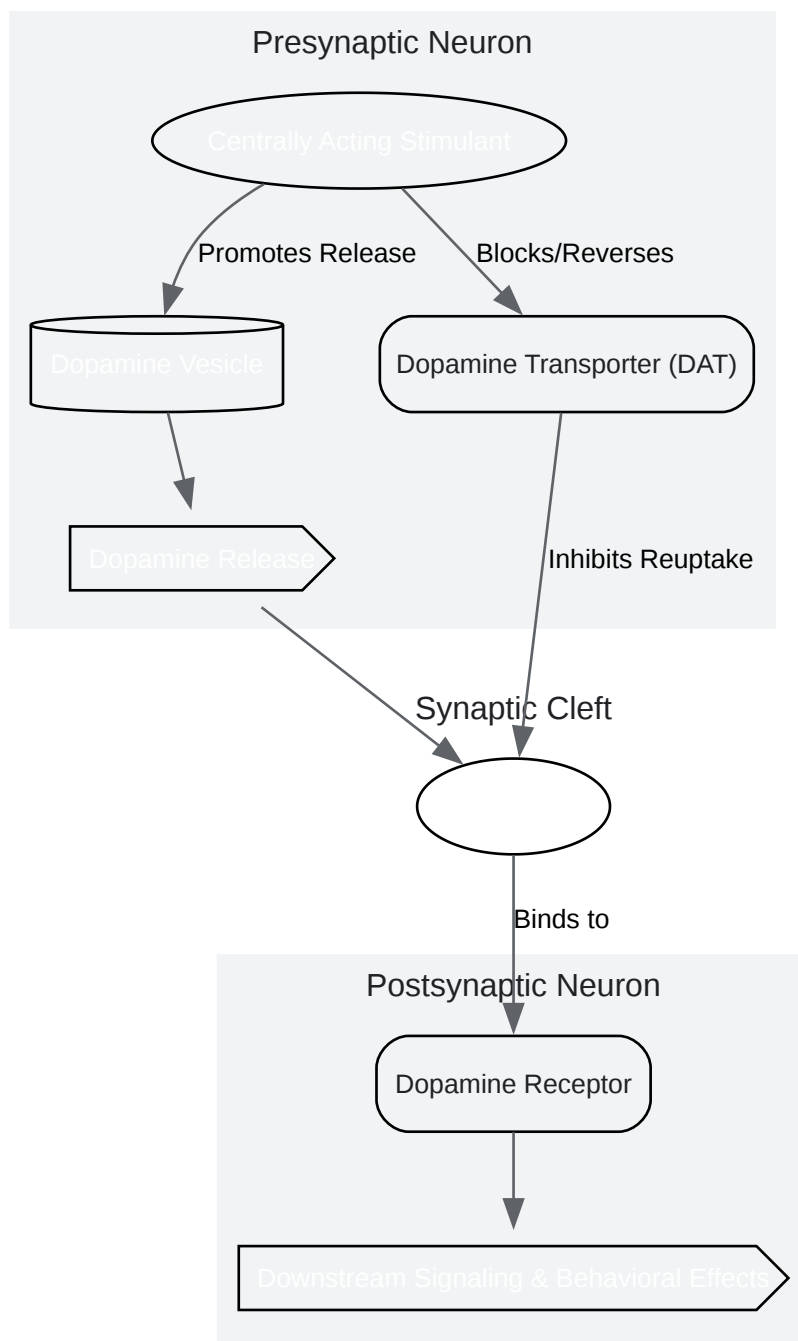 Presynaptic Neuron
Centrally Acting Stimulant
Promotes Release
Blocks/Reverses
Dopamine Vesicle
Dopamine Transporter (DAT)
Dopamine Release
Inhibits Reuptake
Synaptic Cleft
Binds to
Postsynaptic Neuron
Dopamine Receptor
Downstream Signaling & Behavioral Effects